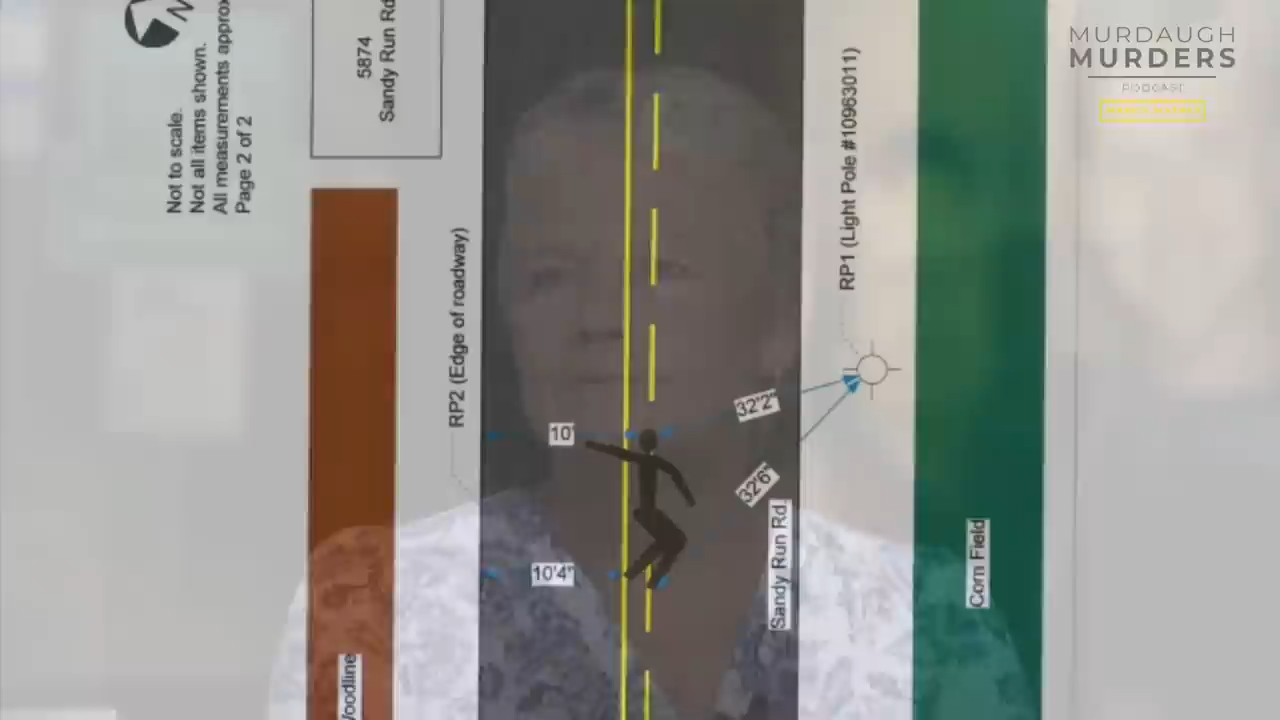 MURDAUGH
MURDERS
PODCAST
Not to scale.
Not all items shown.
All measurements approx
Page 2 of 2
5874
Sandy Run Rd
RP2 (Edge of roadway)
RP1 (Light Pole #10963011)
10'
32'2"
32'6"
10'4"
Sandy Run Rd
Corn Field
Woodline
N